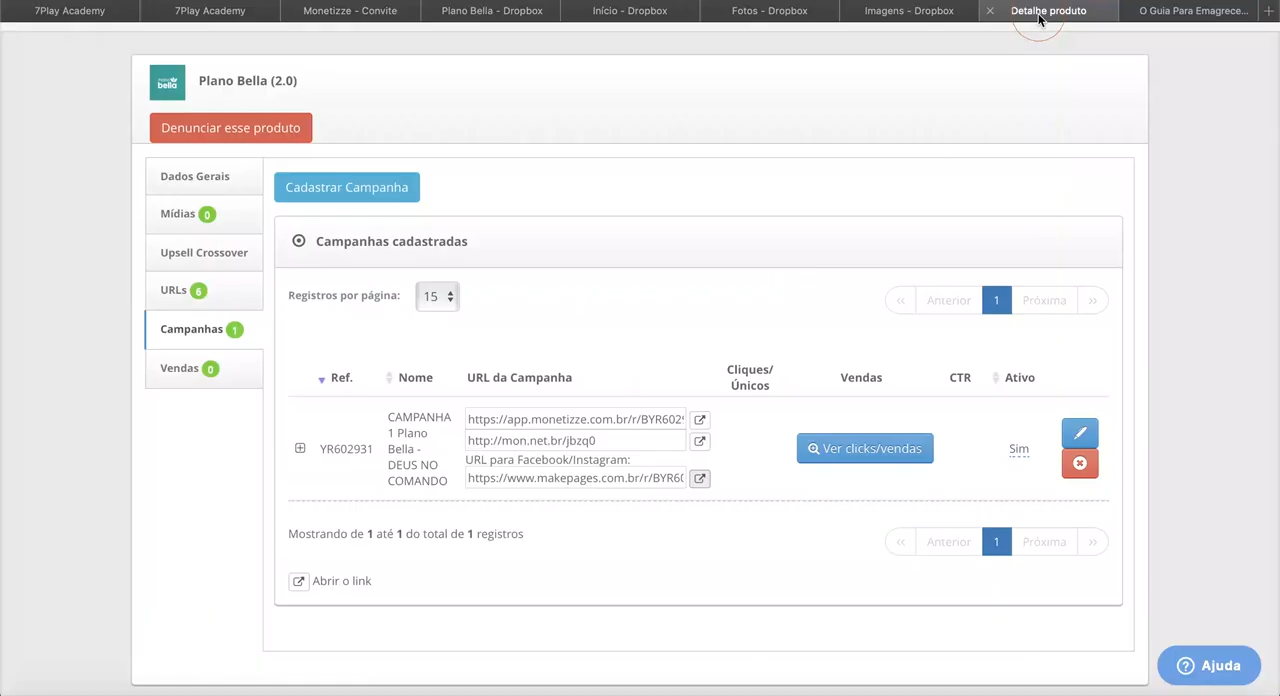 7Play Academy
7Play Academy
Monetizze - Convite
Plano Bella - Dropbox
Início - Dropbox
Fotos - Dropbox
Imagens - Dropbox
Detalhe produto
O Guia Para Emagrece...
bella
Plano Bella (2.0)
Denunciar esse produto
Dados Gerais
Mídias 0
Upsell Crossover
URLs 6
Campanhas 1
Vendas 0
Cadastrar Campanha
Campanhas cadastradas
Registros por página: 15
« Anterior 1 Próxima »
Ref. Nome URL da Campanha Cliques/ Únicos Vendas CTR Ativo
YR602931
CAMPANHA
1 Plano
Bella -
DEUS NO
COMANDO
https://app.monetizze.com.br/r/BYR602
http://mon.net.br/jbzq0
URL para Facebook/Instagram:
https://www.makepages.com.br/r/BYR60
Ver clicks/vendas
Sim
Mostrando de 1 até 1 do total de 1 registros
« Anterior 1 Próxima »
Abrir o link
? Ajuda